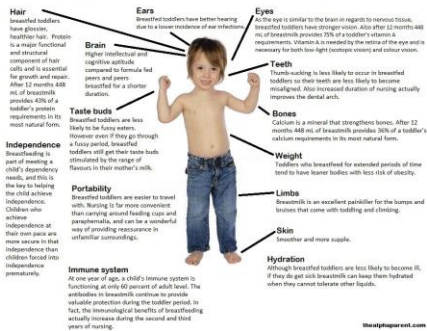 Hair
breastfed toddlers
have glossier,
healthier hair. Protein
is a major functional
and structural
component of hair
cells and is essential
for growth and repair.
After 12 months 448
mL of breastmilk
provides 43% of a
toddler's protein
requirements in its
most natural form.
Independence
Breastfeeding is
part of meeting a
child's dependency
needs, and this is
the key to helping
the child achieve
independence.
Children who
achieve
independence at
their own pace are
more secure in that
independence than
children forced into
independence
prematurely.
Ears
Breastfed toddlers have better hearing
due to a lower incidence of ear infections.
Brain
Higher intellectual and
cognitive aptitude
compared to formula fed
peers and peers
breastfed for a shorter
duration.
Taste buds
Breastfed toddlers are less
likely to be fussy eaters.
However even if they go through
a fussy period, breastfed
toddlers still get their taste buds
stimulated by the range of
flavours in their mother's milk.
Portability
Breastfed toddlers are easier to travel
with. Nursing is far more convenient
than carrying around feeding cups and
paraphernalia, and can be a wonderful
way of providing reassurance in
unfamiliar surroundings.
Immune system
At one year of age, a child's immune system is
functioning at only 60 percent of adult level. The
antibodies in breastmilk continue to provide
valuable protection during the toddler period. In
fact, the immunological benefits of breastfeeding
actually increase during the second and third
years of nursing.
Eyes
As the eye is similar to the brain in regards to nervous tissue,
breastfed toddlers have stronger vision. Also after 12 months 448
mL of breastmilk provides 75% of a toddler's vitamin A
requirements. Vitamin A is needed by the retina of the eye and is
necessary for both low-light (scotopic vision) and colour vision.
Teeth
Thumb-sucking is less likely to occur in breastfed
toddlers so their teeth are less likely to become
misaligned. Also increased duration of nursing actually
improves the dental arch.
Bones
Calcium is a mineral that strengthens bones. After 12
months 448 mL of breastmilk provides 36% of a toddler's
calcium requirements in its most natural form.
Weight
Toddlers who breastfeed for extended periods of time
tend to have leaner bodies with less risk of obesity.
Limbs
Breastmilk is an excellent painkiller for the bumps and
bruises that come with toddling and climbing.
Skin
Smoother and more supple.
Hydration
Although breastfed toddlers are less likely to become ill,
if they do get sick breastmilk can keep them hydrated
when they cannot tolerate other liquids.
thealphaparent.com